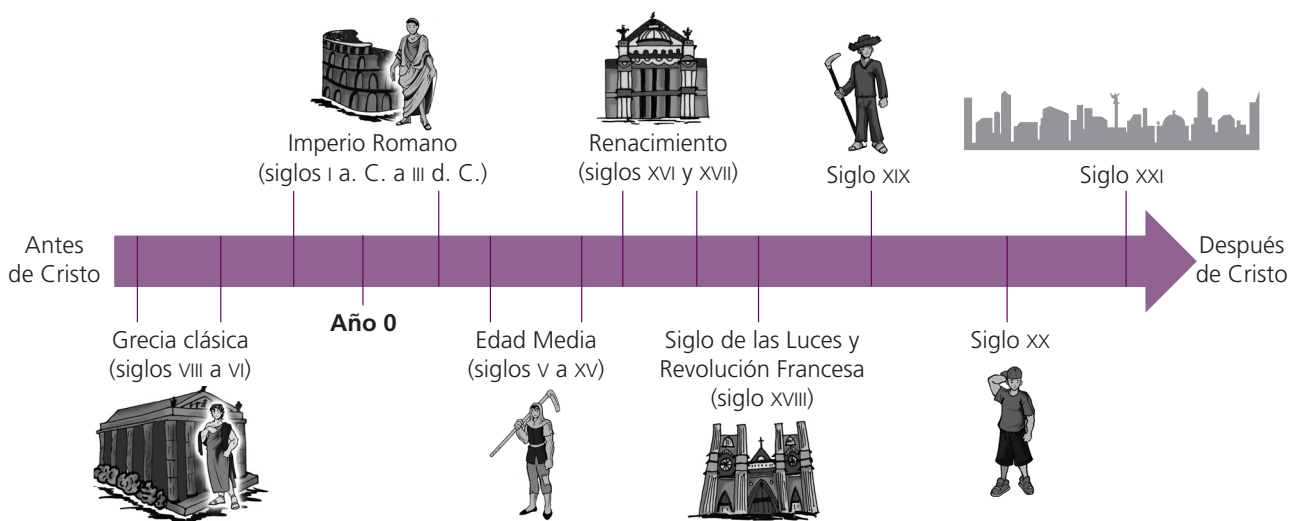 Imperio Romano
(siglos I a. C. a III d. C.)
Renacimiento
(siglos XVI y XVII)
Siglo XIX
Siglo XXI
Antes
de Cristo
Después
de Cristo
Año 0
Grecia clásica
(siglos VIII a VI)
Edad Media
(siglos V a XV)
Siglo de las Luces y
Revolución Francesa
(siglo XVIII)
Siglo XX